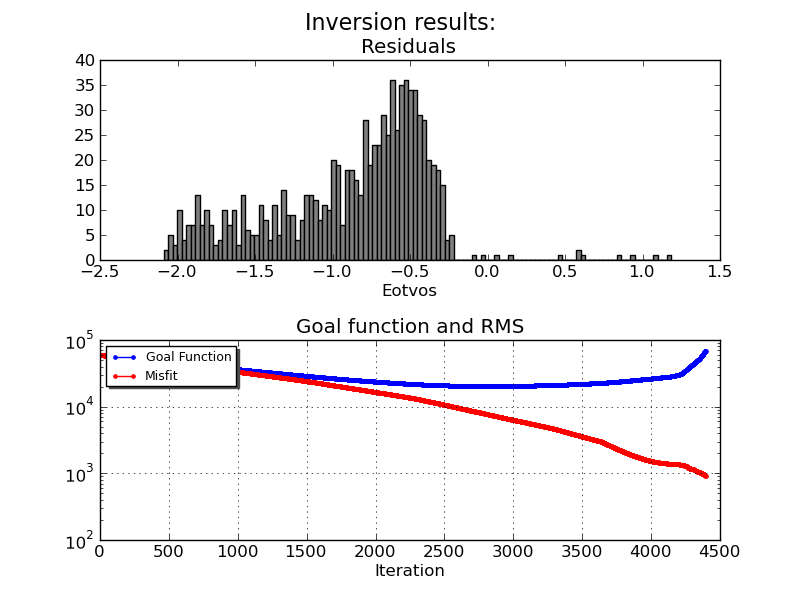 Inversion results:
Residuals
40
35
30
25
20
15
10
5
0
−2.5 −2.0 −1.5 −1.0 −0.5 0.0 0.5 1.0 1.5
Eotvos
Goal function and RMS
10^5
Goal Function
Misfit
10^4
10^3
10^2
0 500 1000 1500 2000 2500 3000 3500 4000 4500
Iteration